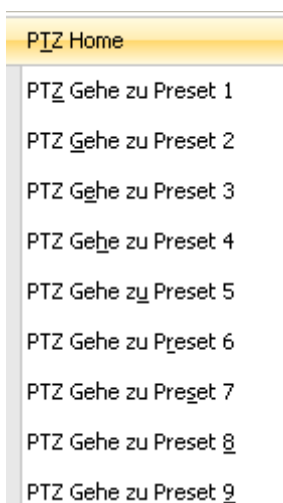 PTZ Home
PTZ Gehe zu Preset 1
PTZ Gehe zu Preset 2
PTZ Gehe zu Preset 3
PTZ Gehe zu Preset 4
PTZ Gehe zu Preset 5
PTZ Gehe zu Preset 6
PTZ Gehe zu Preset 7
PTZ Gehe zu Preset 8
PTZ Gehe zu Preset 9